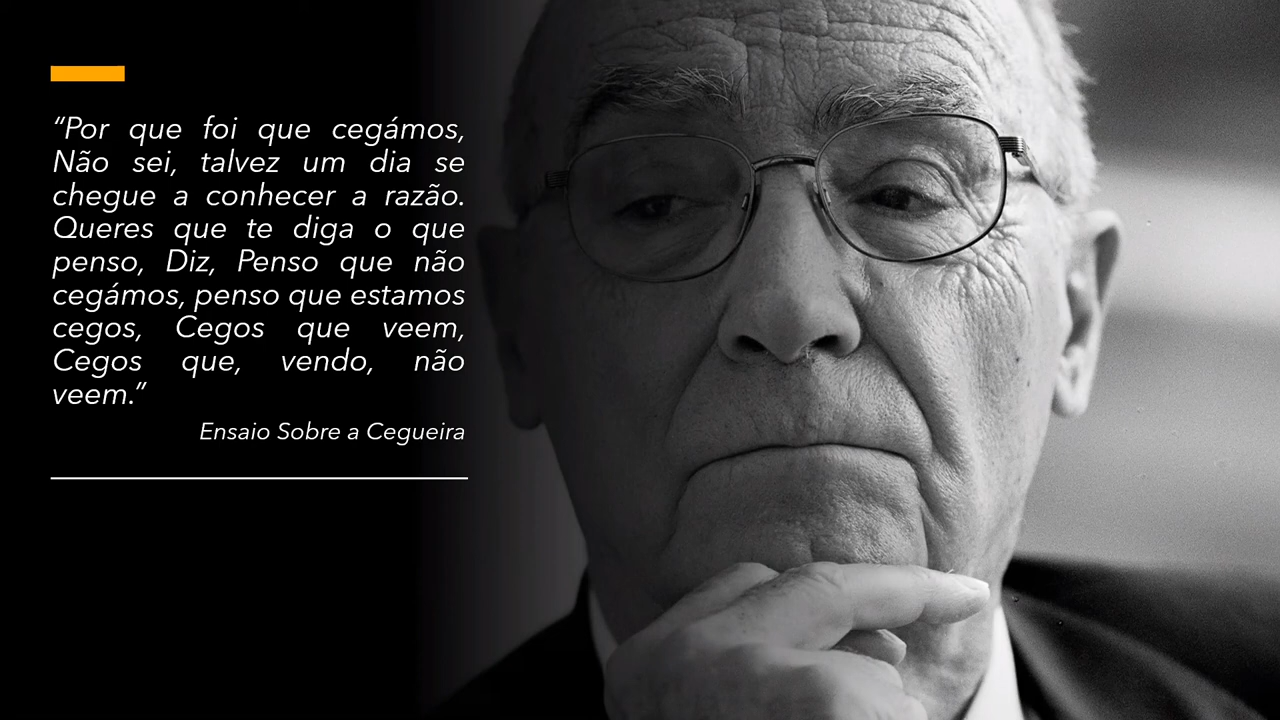 “Por que foi que cegámos,
Não sei, talvez um dia se
chegue a conhecer a razão.
Queres que te diga o que
penso, Diz, Penso que não
cegámos, penso que estamos
cegos, Cegos que veem,
Cegos que, vendo, não
veem.”
Ensaio Sobre a Cegueira